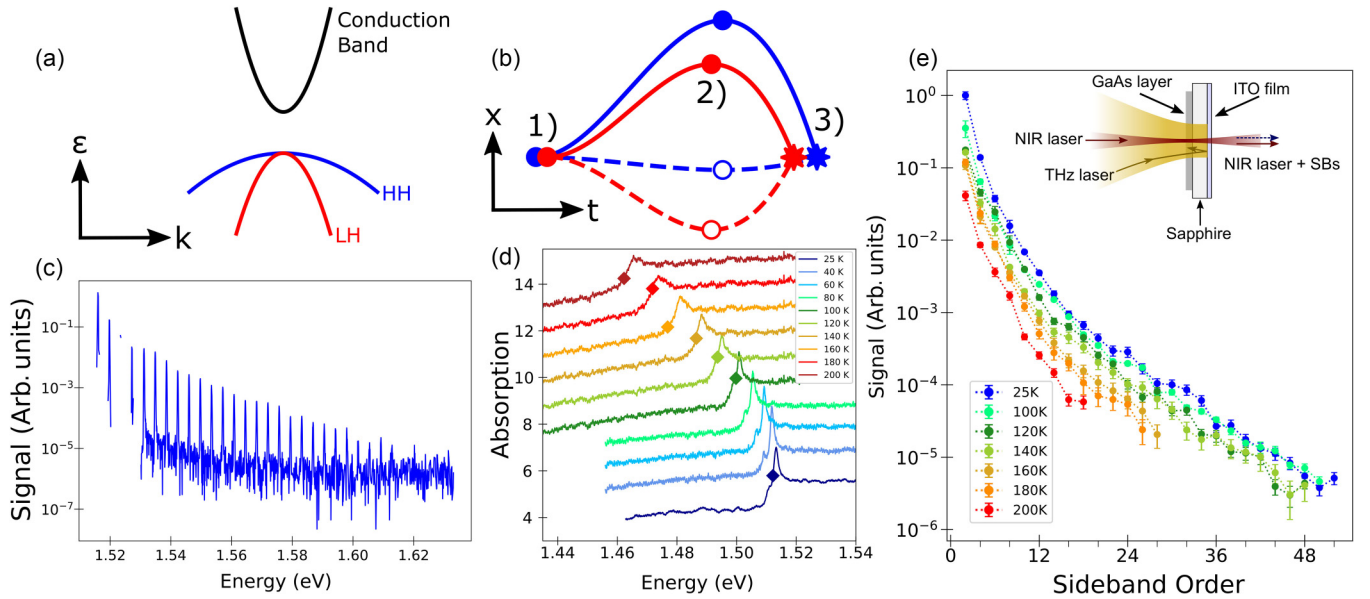 (a)
Conduction
Band
ε
k
HH
LH
(b)
x
t
1)
2)
3)
(c)
Signal (Arb. units)
10⁻¹
10⁻³
10⁻⁵
10⁻⁷
1.52
1.54
1.56
1.58
1.60
1.62
Energy (eV)
(d)
Absorption
14
12
10
8
6
4
1.44
1.46
1.48
1.50
1.52
1.54
Energy (eV)
25 K
40 K
60 K
80 K
100 K
120 K
140 K
160 K
180 K
200 K
(e)
Signal (Arb. units)
10⁰
10⁻¹
10⁻²
10⁻³
10⁻⁴
10⁻⁵
10⁻⁶
0
12
24
36
48
Sideband Order
25K
100K
120K
140K
160K
180K
200K
GaAs layer
ITO film
NIR laser
THz laser
NIR laser + SBs
Sapphire